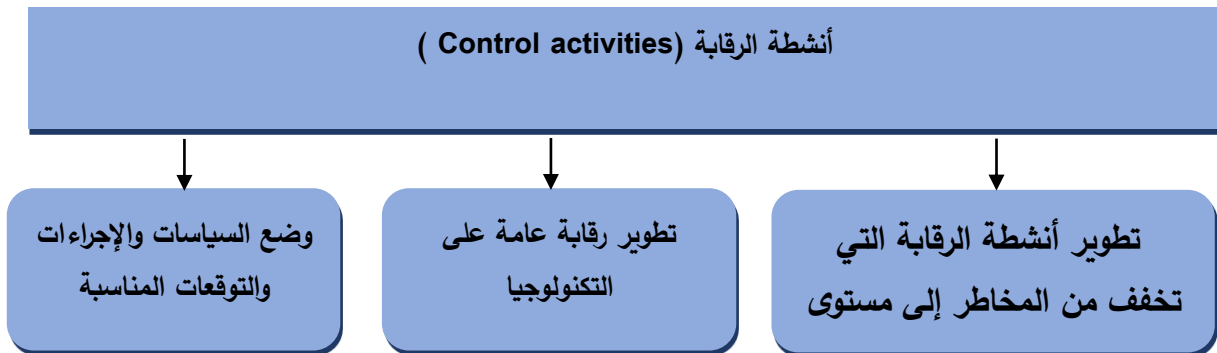 أنشطة الرقابة (Control activities )
تطوير أنشطة الرقابة التي
تخفف من المخاطر إلى مستوى
تطوير رقابة عامة على
التكنولوجيا
وضع السياسات والإجراءات
والتوقعات المناسبة